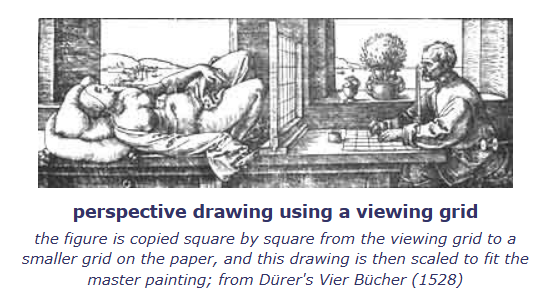 perspective drawing using a viewing grid
the figure is copied square by square from the viewing grid to a
smaller grid on the paper, and this drawing is then scaled to fit the
master painting; from Dürer's Vier Bücher (1528)